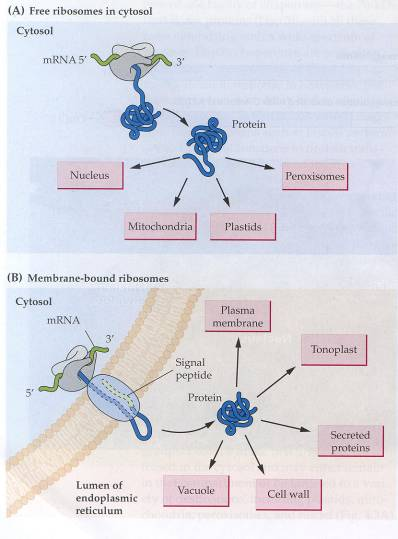 (A) Free ribosomes in cytosol
Cytosol
mRNA 5′
3′
Protein
Nucleus
Peroxisomes
Mitochondria
Plastids
(B) Membrane-bound ribosomes
Cytosol
mRNA
3′
5′
Signal
peptide
Protein
Plasma
membrane
Tonoplast
Secreted
proteins
Cell wall
Vacuole
Lumen of
endoplasmic
reticulum